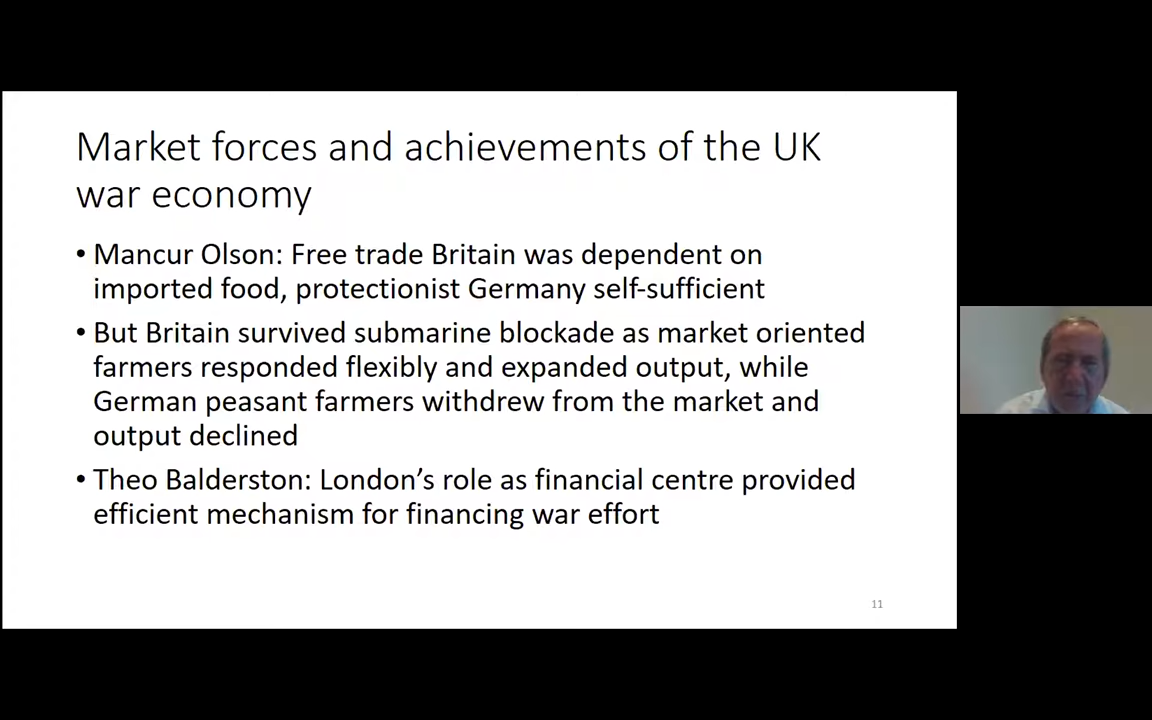 Market forces and achievements of the UK
war economy
• Mancur Olson: Free trade Britain was dependent on
imported food, protectionist Germany self-sufficient
• But Britain survived submarine blockade as market oriented
farmers responded flexibly and expanded output, while
German peasant farmers withdrew from the market and
output declined
• Theo Balderston: London’s role as financial centre provided
efficient mechanism for financing war effort
11